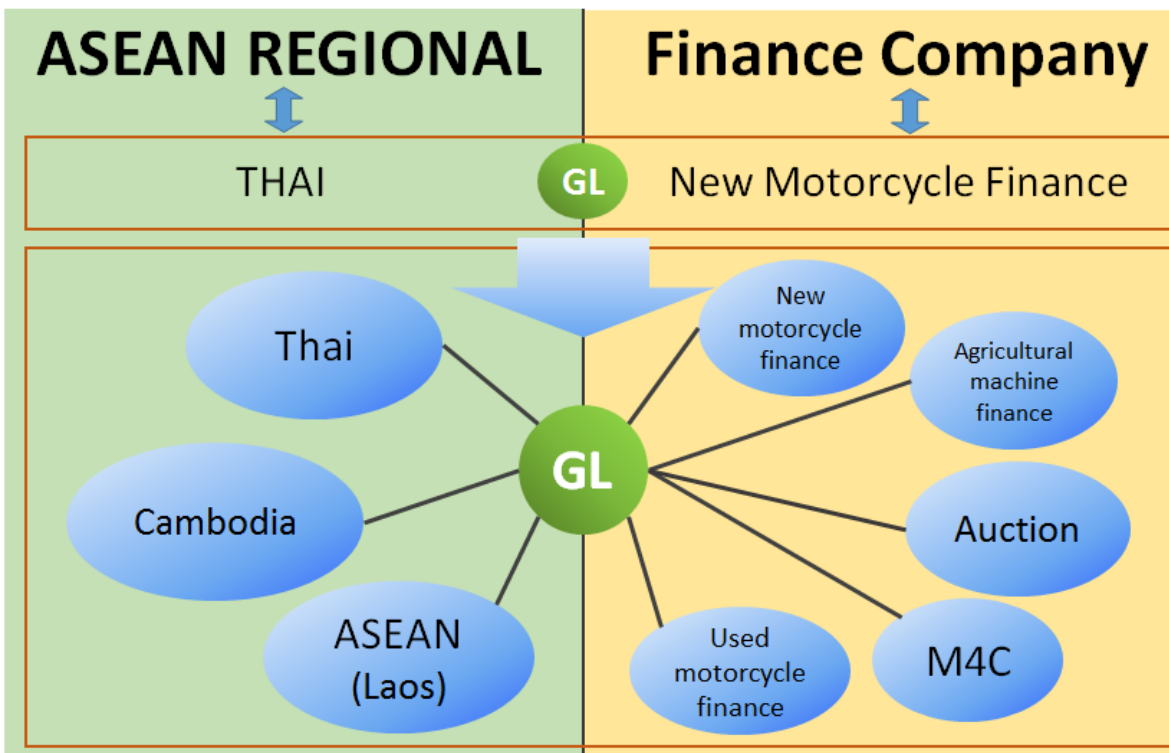 ASEAN REGIONAL
Finance Company
THAI
GL
New Motorcycle Finance
Thai
Cambodia
ASEAN
(Laos)
GL
New
motorcycle
finance
Agricultural
machine
finance
Auction
M4C
Used
motorcycle
finance